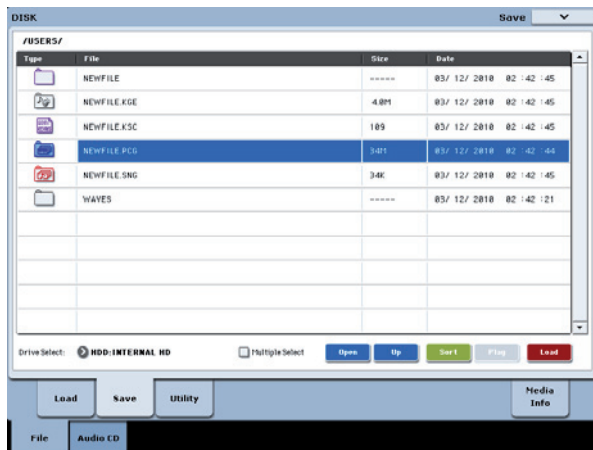 DISK Save
/USERS/
Type File Size Date
NEWFILE ----- 03/ 12/ 2010 02 :42 :45
NEWFILE.KGE 4.0M 03/ 12/ 2010 02 :42 :45
NEWFILE.KSC 109 03/ 12/ 2010 02 :42 :45
NEWFILE.PCG 34M 03/ 12/ 2010 02 :42 :44
NEWFILE.SNG 34K 03/ 12/ 2010 02 :42 :45
WAVES ----- 03/ 12/ 2010 02 :42 :21
Drive Select: HDD:INTERNAL HD Multiple Select Open Up Sort Play Load
Load Save Utility Media Info
File Audio CD